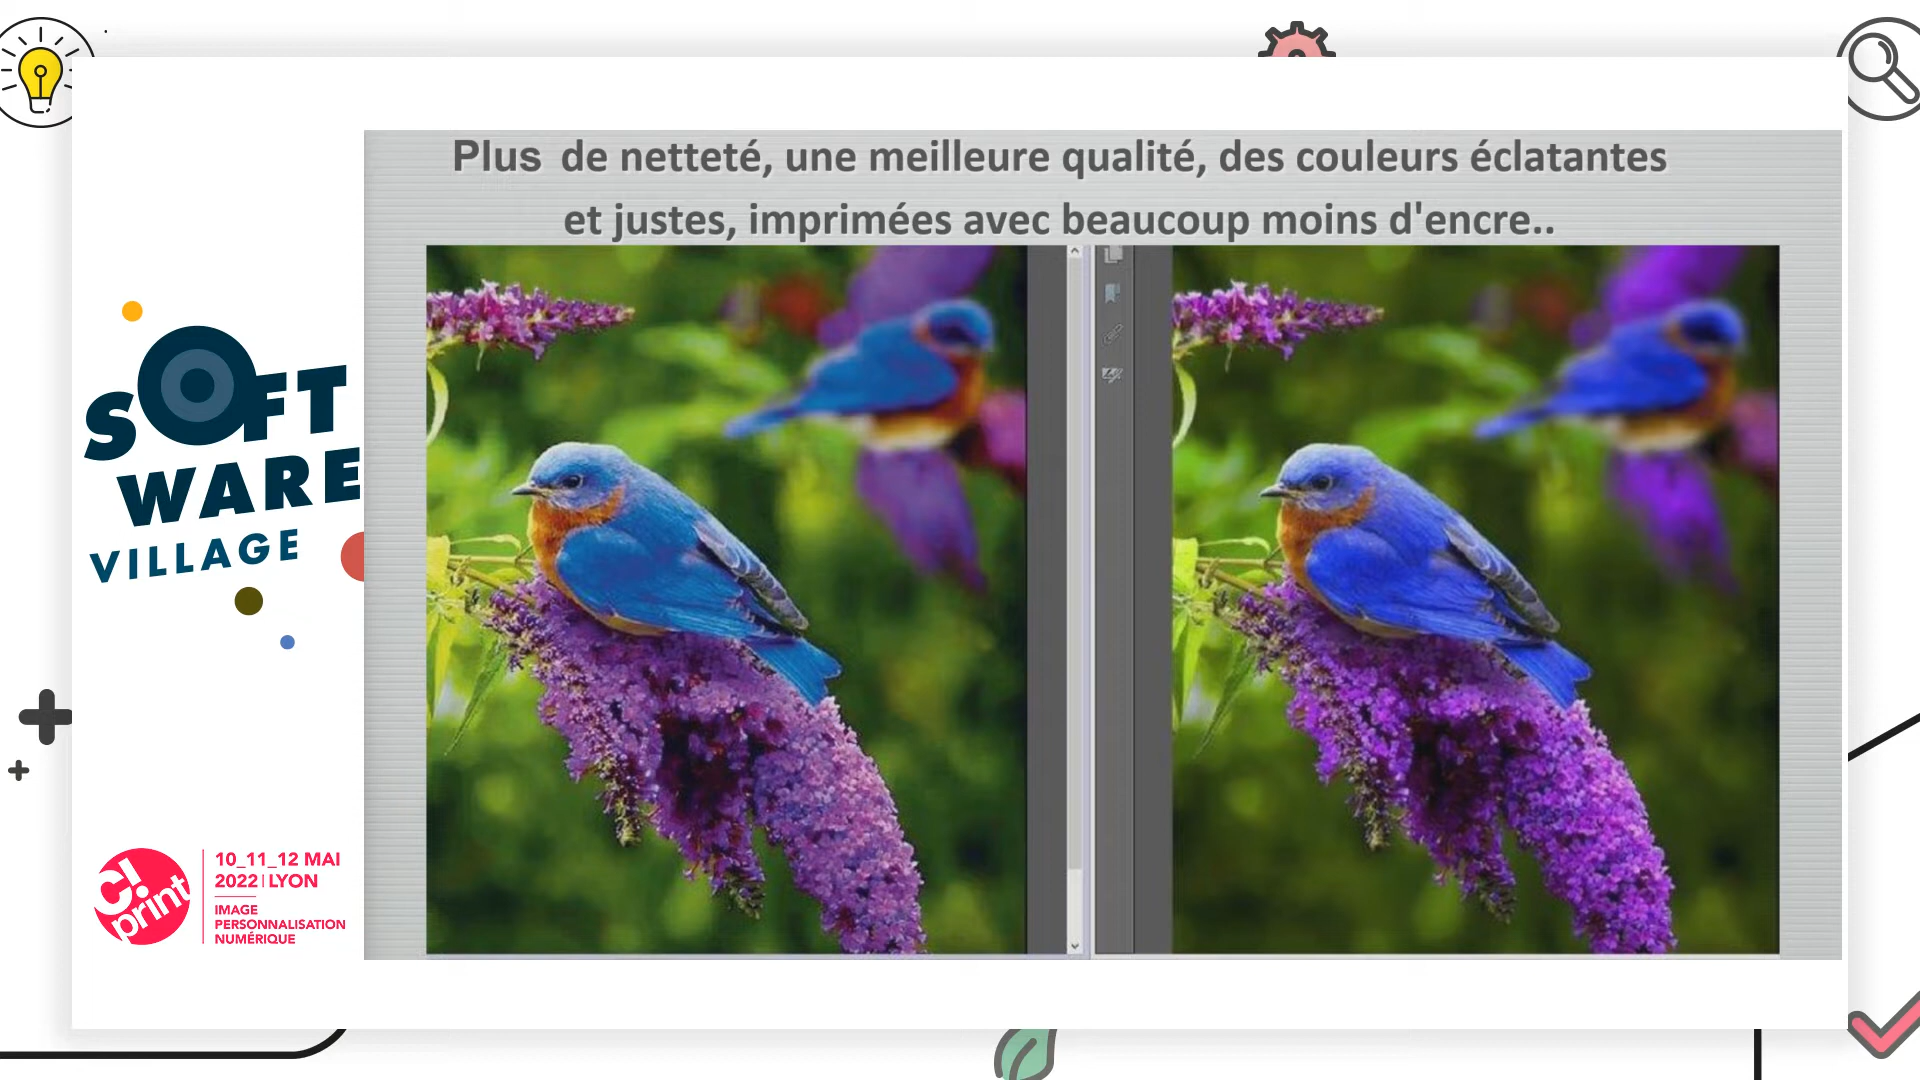 Plus de netteté, une meilleure qualité, des couleurs éclatantes
et justes, imprimées avec beaucoup moins d'encre..
SOFT
WARE
VILLAGE
C!
print
10_11_12 MAI
2022 | LYON
IMAGE
PERSONNALISATION
NUMÉRIQUE